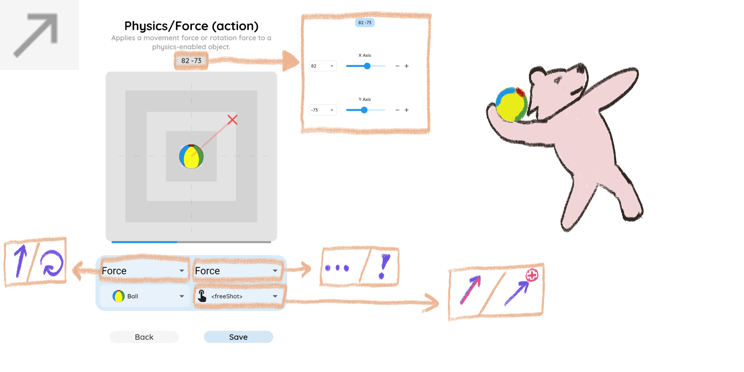 Physics/Force (action)
Applies a movement force or rotation force to a
physics-enabled object.
82 -73
82 -73
X Axis
82
− +
Y Axis
-73
− +
Force
Force
... / !
Ball
<freeShot>
Back
Save